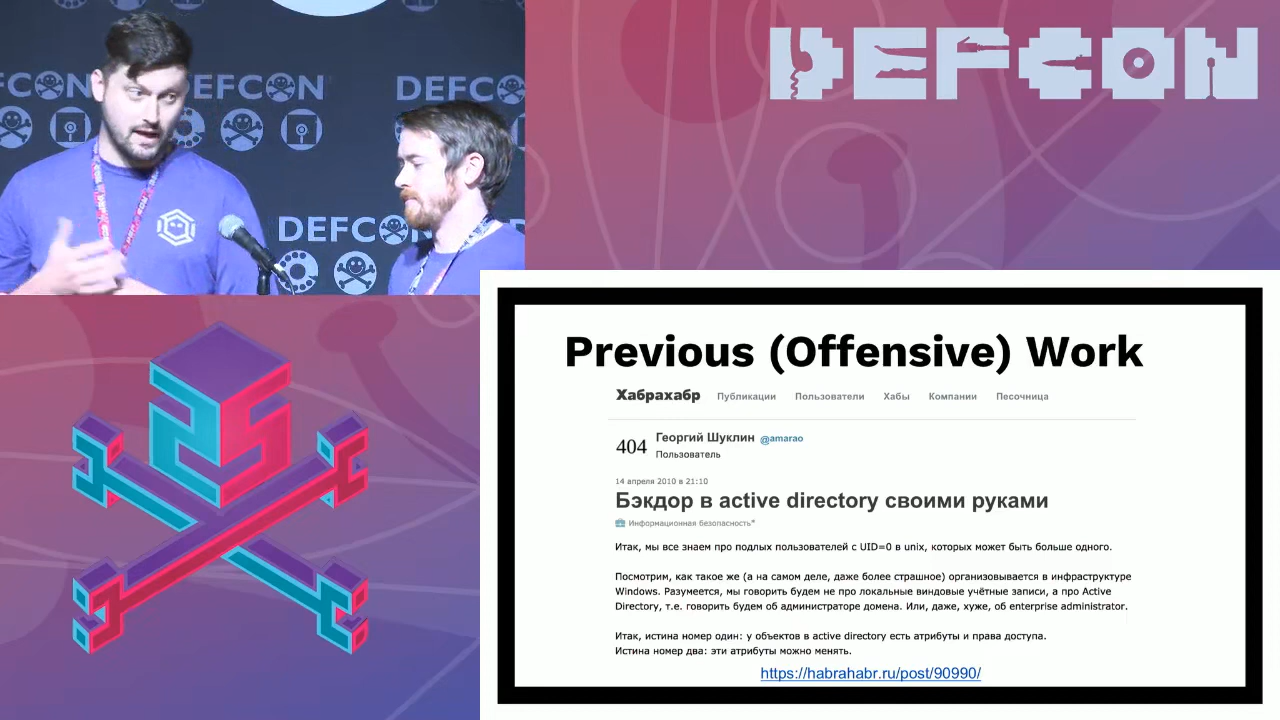 DEFCON
DEFCON
DEFCON
DEFCON
DEFCON
Previous (Offensive) Work
Хабрахабр Публикации Пользователи Хабы Компании Песочница
404 Георгий Шуклин @amarao
Пользователь
14 апреля 2010 в 21:10
Бэкдор в active directory своими руками
Информационная безопасность*
Итак, мы все знаем про подлых пользователей с UID=0 в unix, которых может быть больше одного.
Посмотрим, как такое же (а на самом деле, даже более страшное) организовывается в инфраструктуре
Windows. Разумеется, мы говорить будем не про локальные виндовые учётные записи, а про Active
Directory, т.е. говорить будем об администраторе домена. Или, даже, хуже, об enterprise administrator.
Итак, истина номер один: у объектов в active directory есть атрибуты и права доступа.
Истина номер два: эти атрибуты можно менять.
https://habrahabr.ru/post/90990/